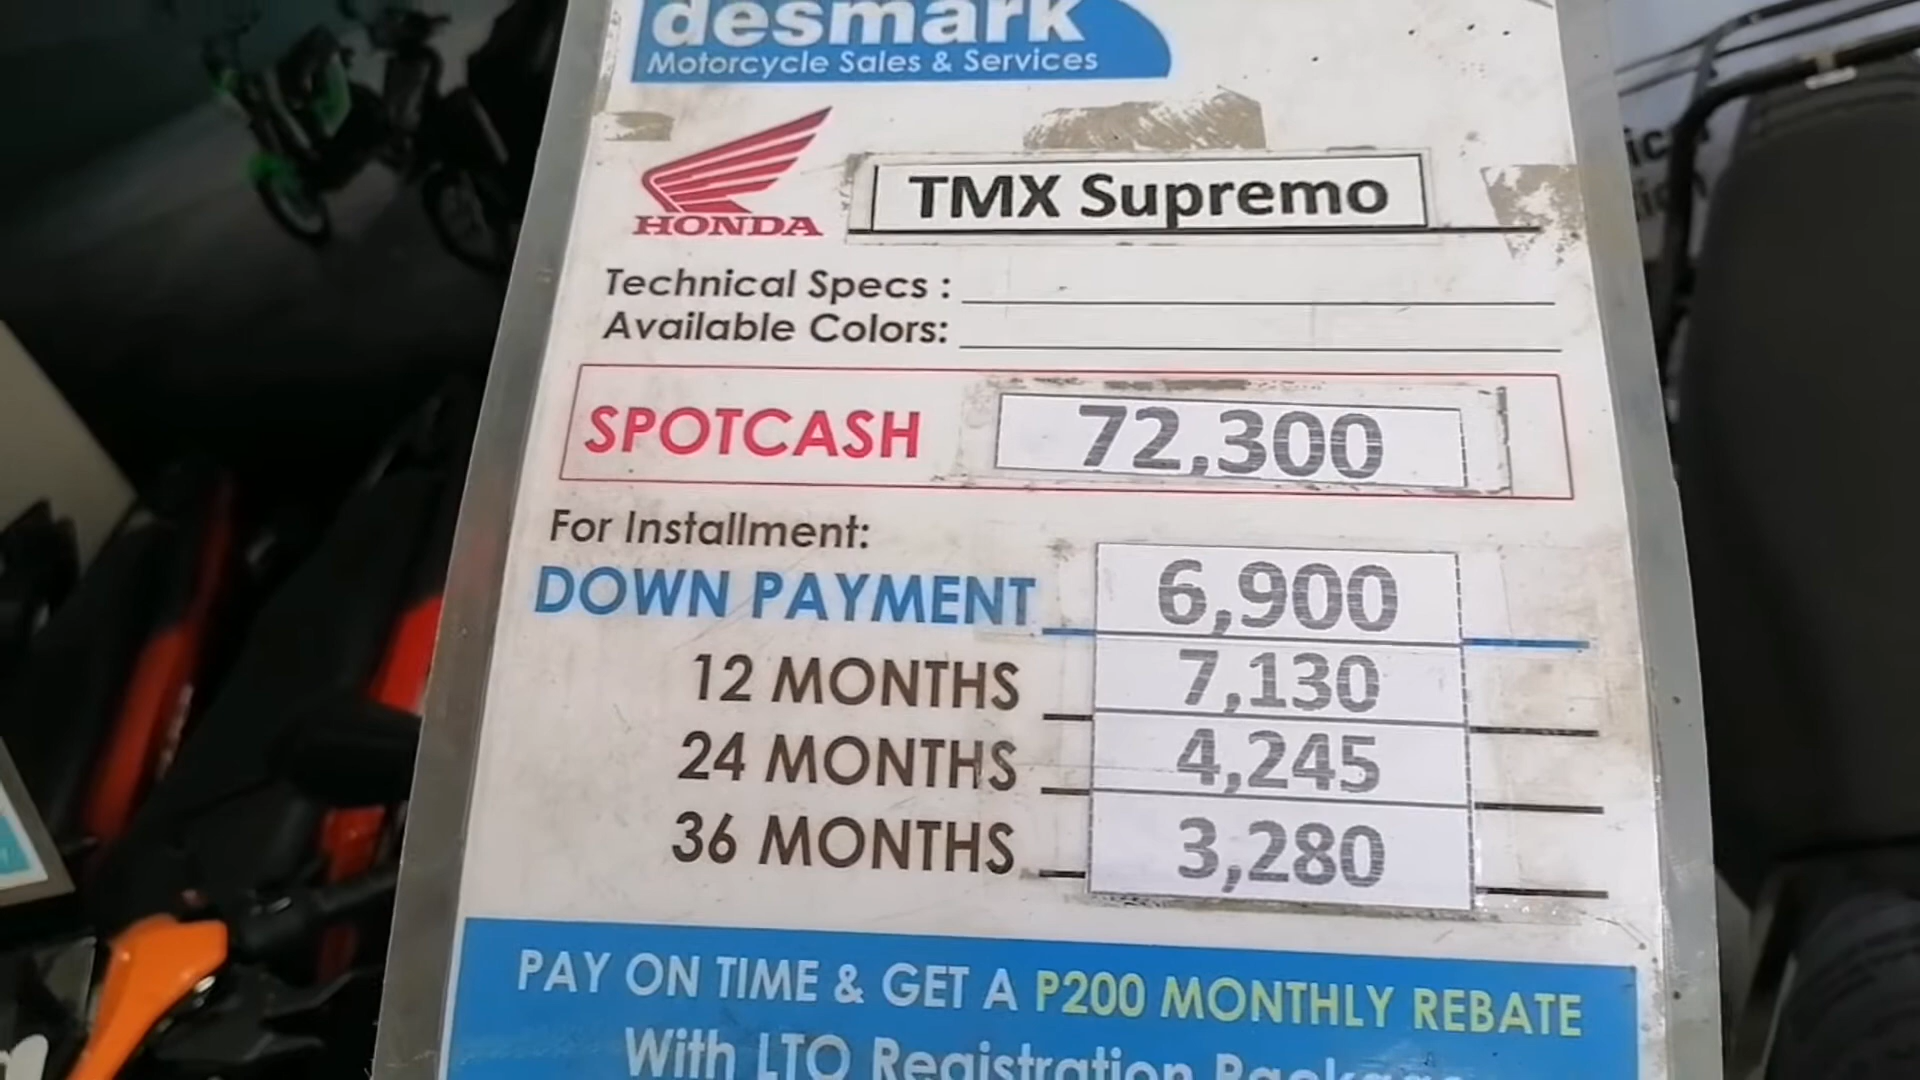 desmark
Motorcycle Sales & Services
HONDA
TMX Supremo
Technical Specs :
Available Colors:
SPOTCASH 72,300
For Installment:
DOWN PAYMENT 6,900
12 MONTHS 7,130
24 MONTHS 4,245
36 MONTHS 3,280
PAY ON TIME & GET A P200 MONTHLY REBATE
With LTO Registration Package